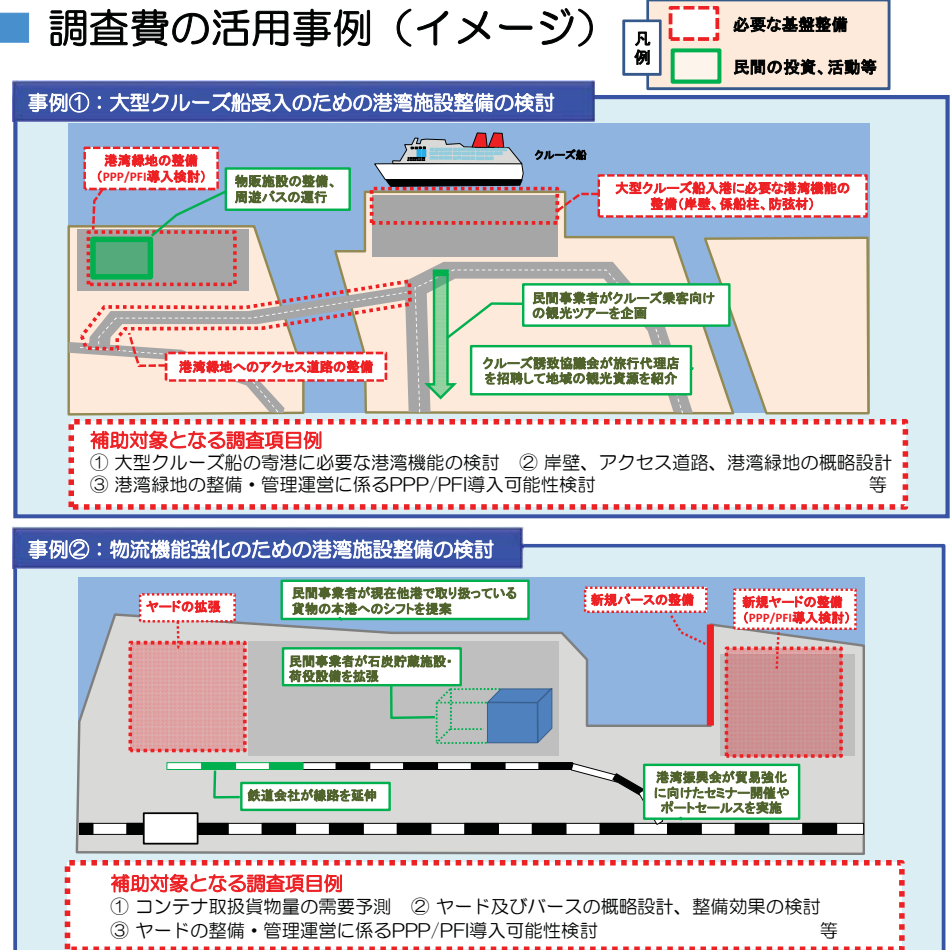 調査費の活用事例（イメージ）
凡
例
必要な基盤整備
民間の投資、活動等
事例①：大型クルーズ船受入のための港湾施設整備の検討
港湾緑地の整備
（PPP/PFI導入検討）
物販施設の整備、
周遊バスの運行
クルーズ船
大型クルーズ船入港に必要な港湾機能の
整備（岸壁、係船柱、防弦材）
民間事業者がクルーズ乗客向け
の観光ツアーを企画
港湾緑地へのアクセス道路の整備
クルーズ誘致協議会が旅行代理店
を招聘して地域の観光資源を紹介
補助対象となる調査項目例
① 大型クルーズ船の寄港に必要な港湾機能の検討　② 岸壁、アクセス道路、港湾緑地の概略設計
③ 港湾緑地の整備・管理運営に係るPPP/PFI導入可能性検討　等
事例②：物流機能強化のための港湾施設整備の検討
ヤードの拡張
民間事業者が現在他港で取り扱っている
貨物の本港へのシフトを提案
新規バースの整備
新規ヤードの整備
（PPP/PFI導入検討）
民間事業者が石炭貯蔵施設・
荷役設備を拡張
鉄道会社が線路を延伸
港湾振興会が貿易強化
に向けたセミナー開催や
ポートセールスを実施
補助対象となる調査項目例
① コンテナ取扱貨物量の需要予測　② ヤード及びバースの概略設計、整備効果の検討
③ ヤードの整備・管理運営に係るPPP/PFI導入可能性検討　等